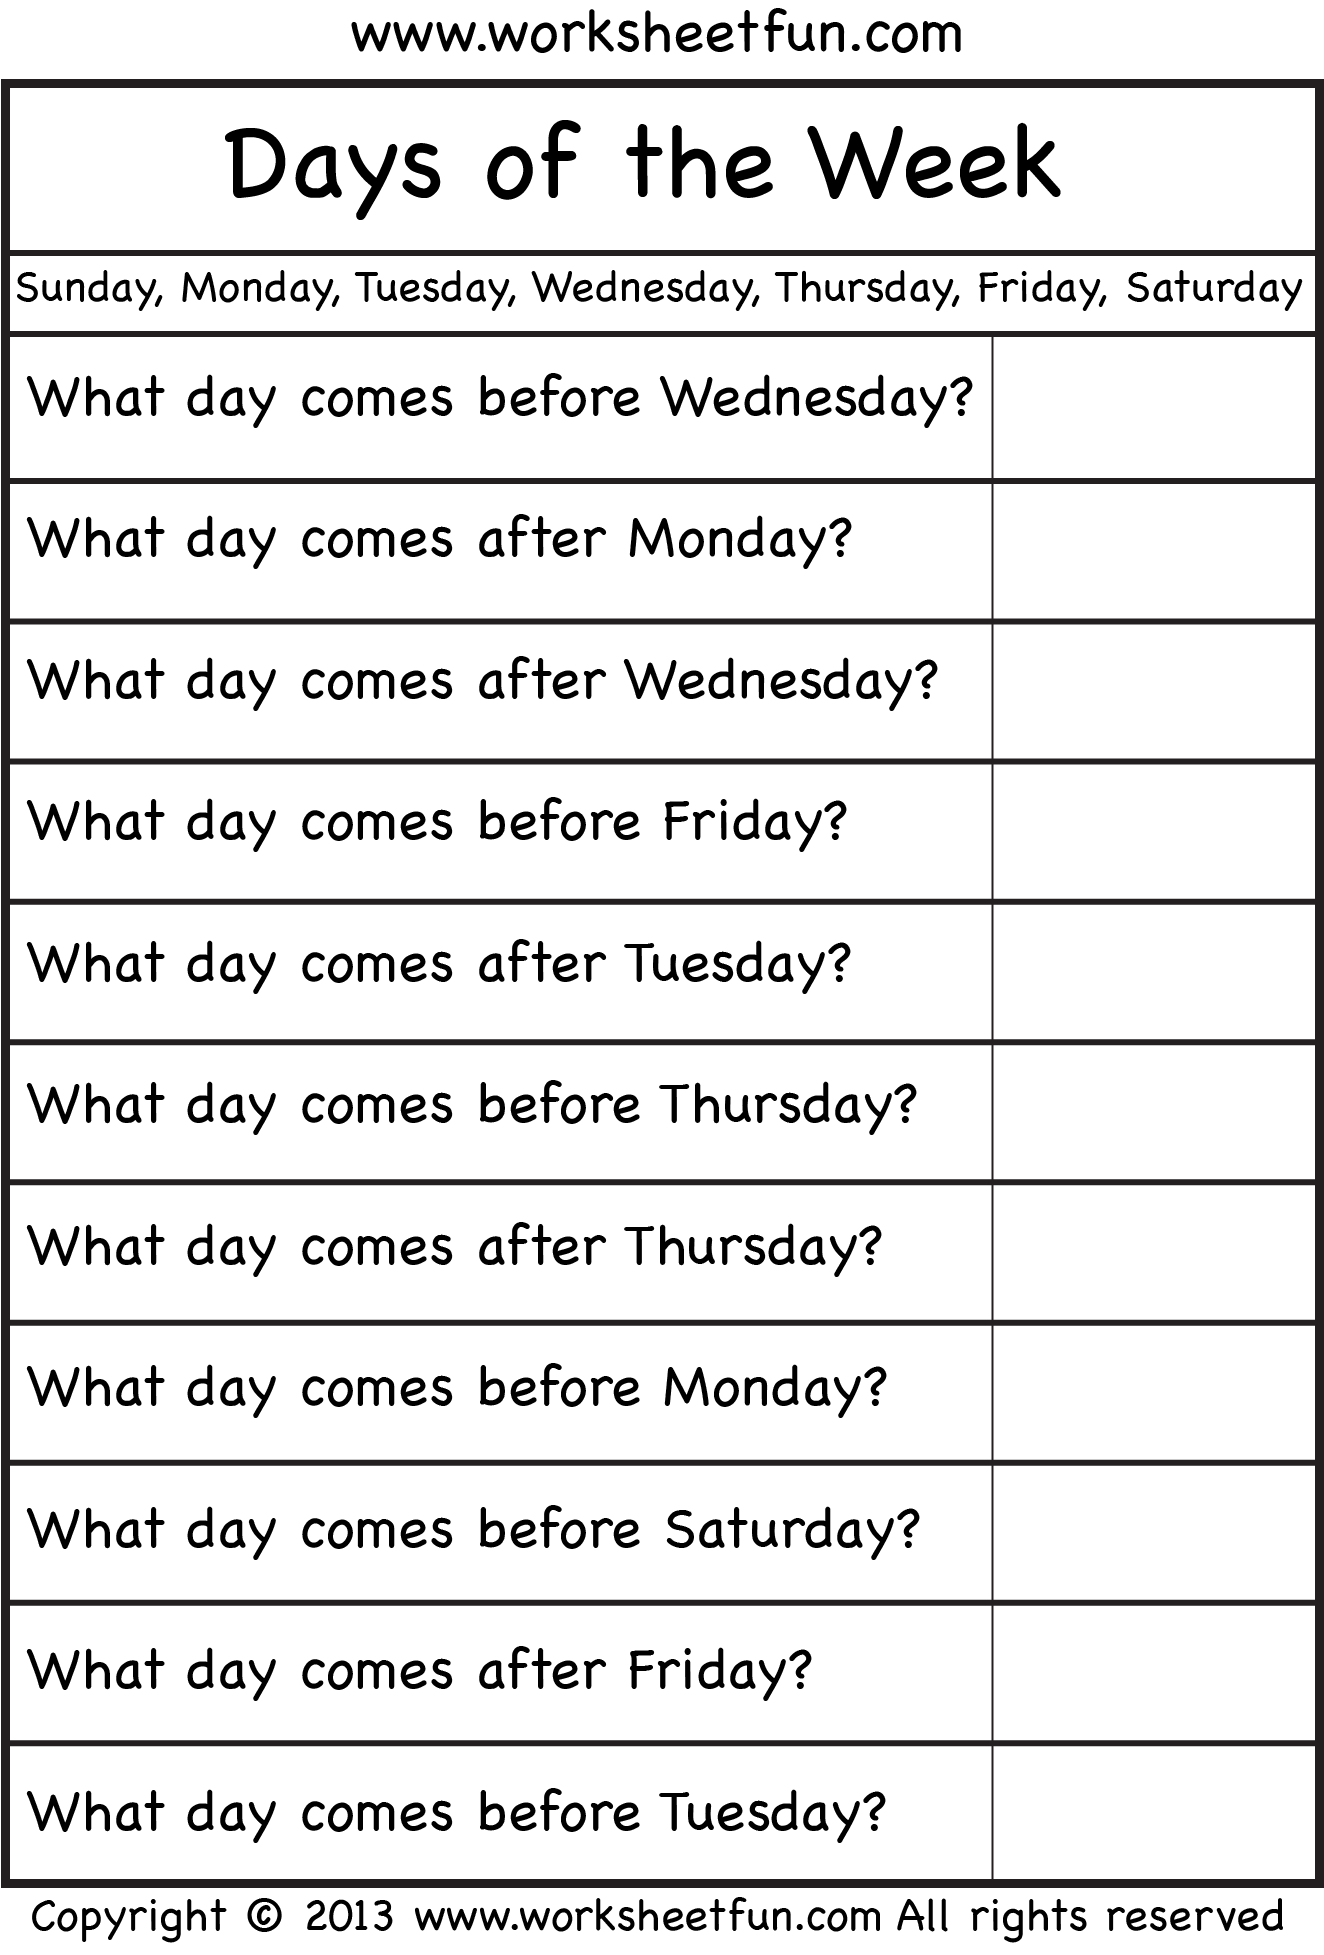 www.worksheetfun.com
Days of the Week
Sunday, Monday, Tuesday, Wednesday, Thursday, Friday, Saturday
What day comes before Wednesday?
What day comes after Monday?
What day comes after Wednesday?
What day comes before Friday?
What day comes after Tuesday?
What day comes before Thursday?
What day comes after Thursday?
What day comes before Monday?
What day comes before Saturday?
What day comes after Friday?
What day comes before Tuesday?
Copyright © 2013 www.worksheetfun.com All rights reserved